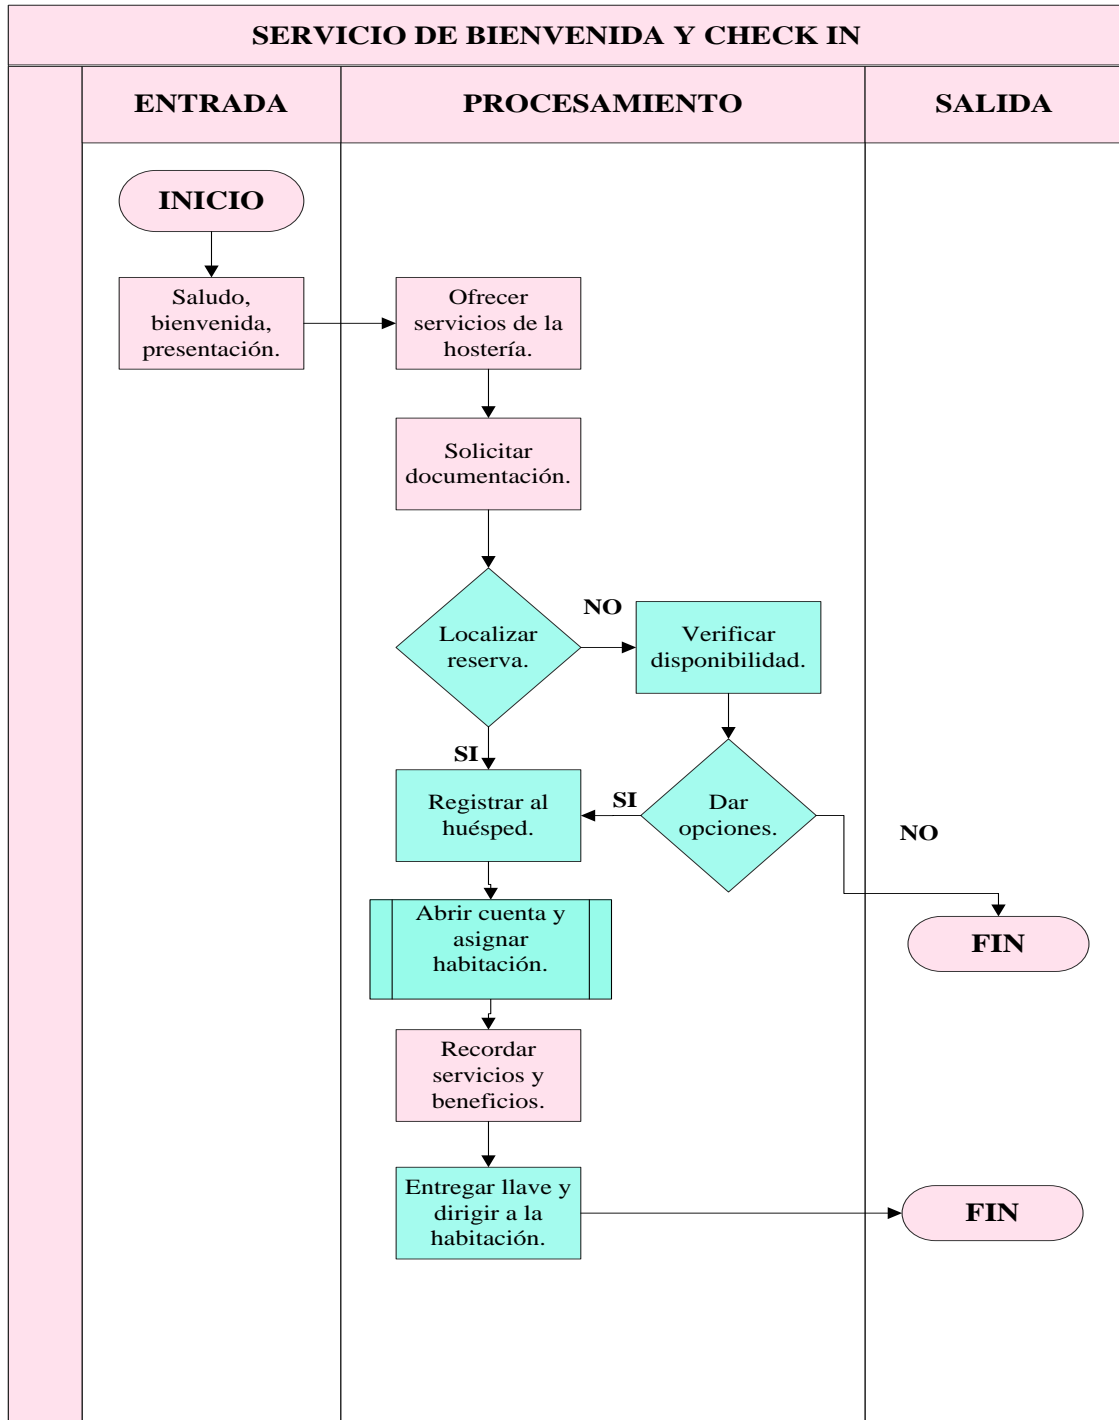 SERVICIO DE BIENVENIDA Y CHECK IN
ENTRADA
PROCESAMIENTO
SALIDA
INICIO
Saludo,
bienvenida,
presentación.
Ofrecer
servicios de la
hostería.
Solicitar
documentación.
Localizar
reserva.
NO
Verificar
disponibilidad.
SI
Registrar al
huésped.
SI
Dar
opciones.
NO
FIN
Abrir cuenta y
asignar
habitación.
Recordar
servicios y
beneficios.
Entregar llave y
dirigir a la
habitación.
FIN